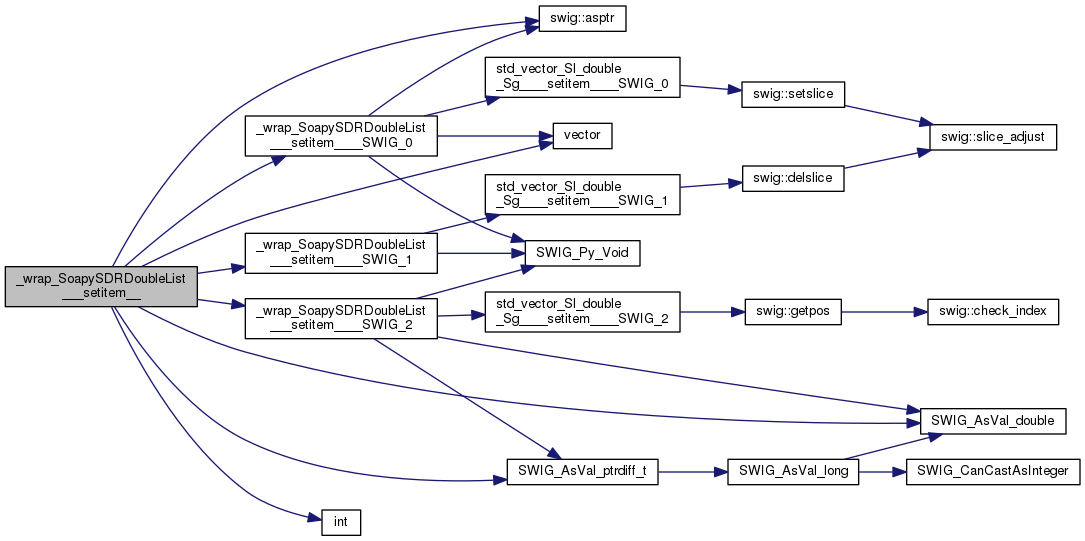 _wrap_SoapySDRDoubleList
___setitem__
_wrap_SoapySDRDoubleList
___setitem____SWIG_0
_wrap_SoapySDRDoubleList
___setitem____SWIG_1
_wrap_SoapySDRDoubleList
___setitem____SWIG_2
int
swig::asptr
std_vector_Sl_double
_Sg____setitem____SWIG_0
vector
std_vector_Sl_double
_Sg____setitem____SWIG_1
SWIG_Py_Void
std_vector_Sl_double
_Sg____setitem____SWIG_2
SWIG_AsVal_ptrdiff_t
swig::setslice
swig::delslice
swig::getpos
SWIG_AsVal_long
swig::slice_adjust
swig::check_index
SWIG_AsVal_double
SWIG_CanCastAsInteger